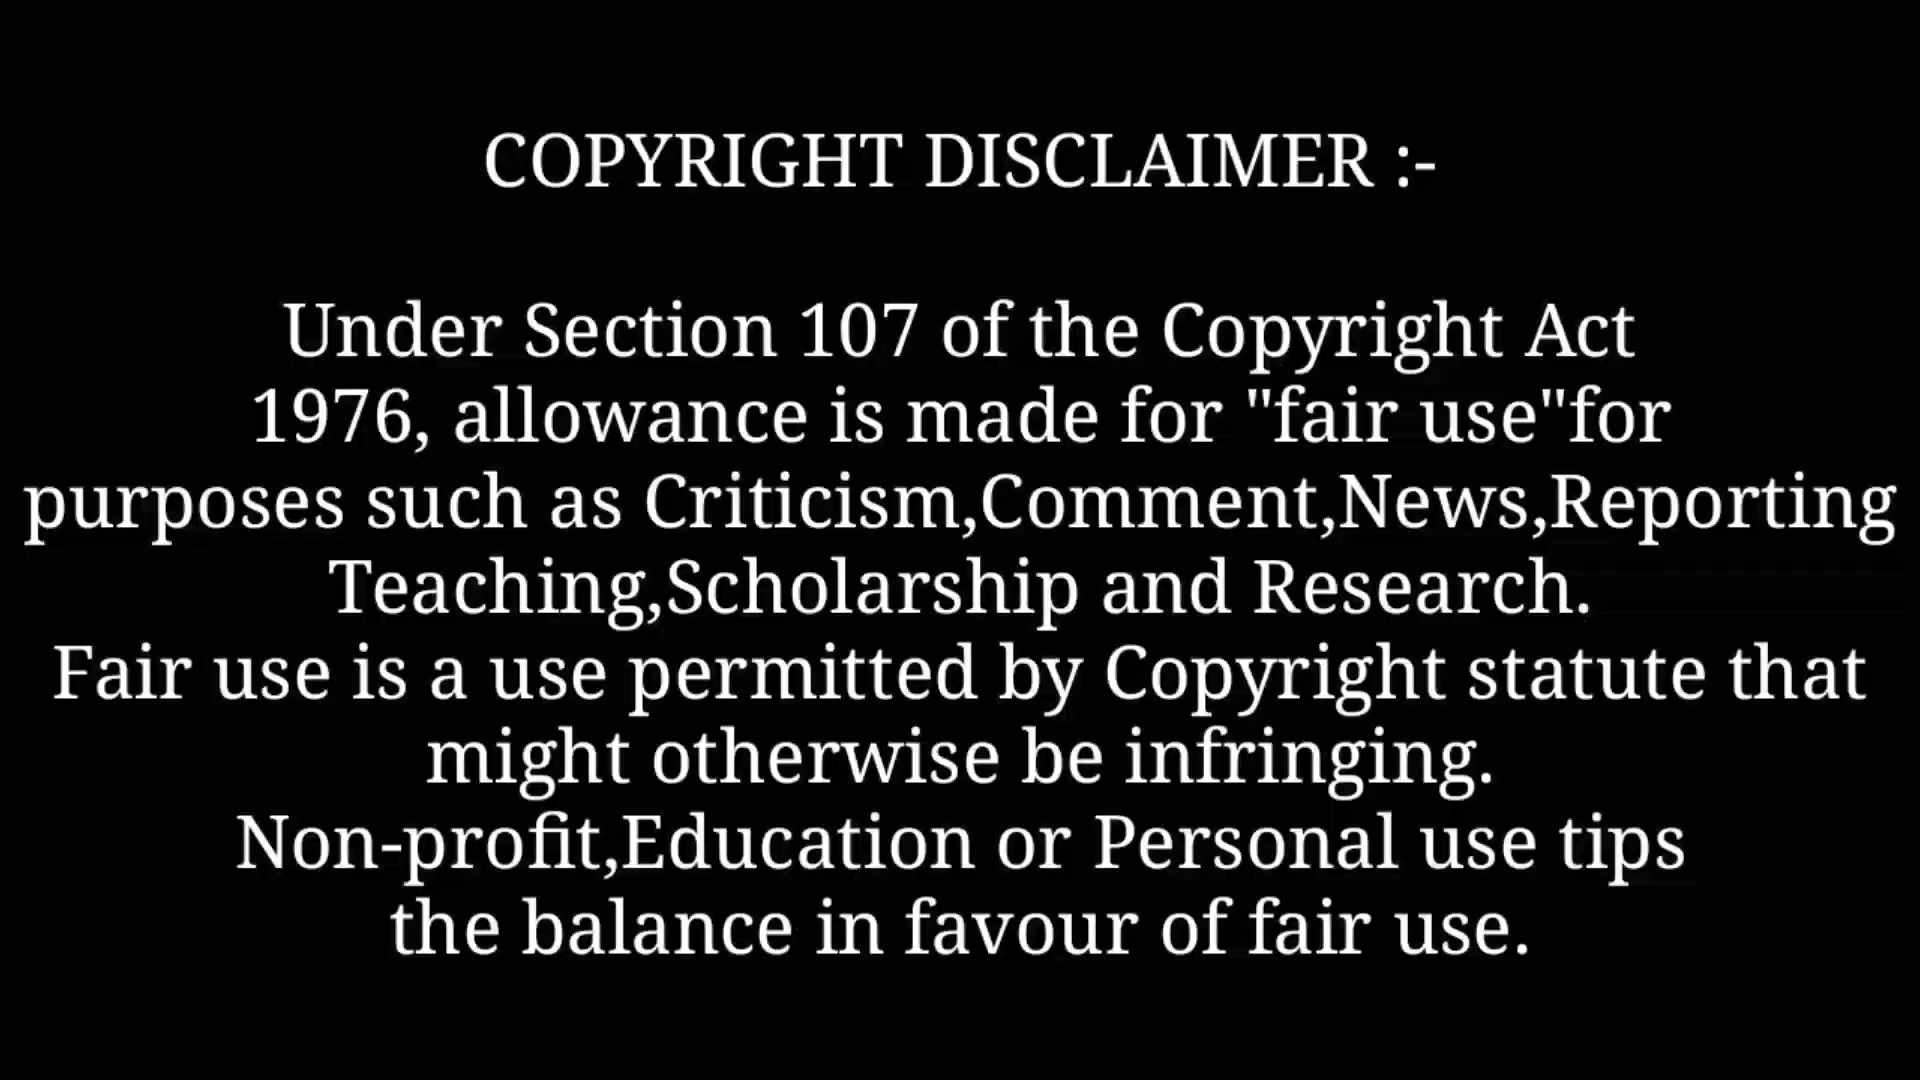 COPYRIGHT DISCLAIMER :-
Under Section 107 of the Copyright Act
1976, allowance is made for "fair use"for
purposes such as Criticism,Comment,News,Reporting
Teaching,Scholarship and Research.
Fair use is a use permitted by Copyright statute that
might otherwise be infringing.
Non-profit,Education or Personal use tips
the balance in favour of fair use.